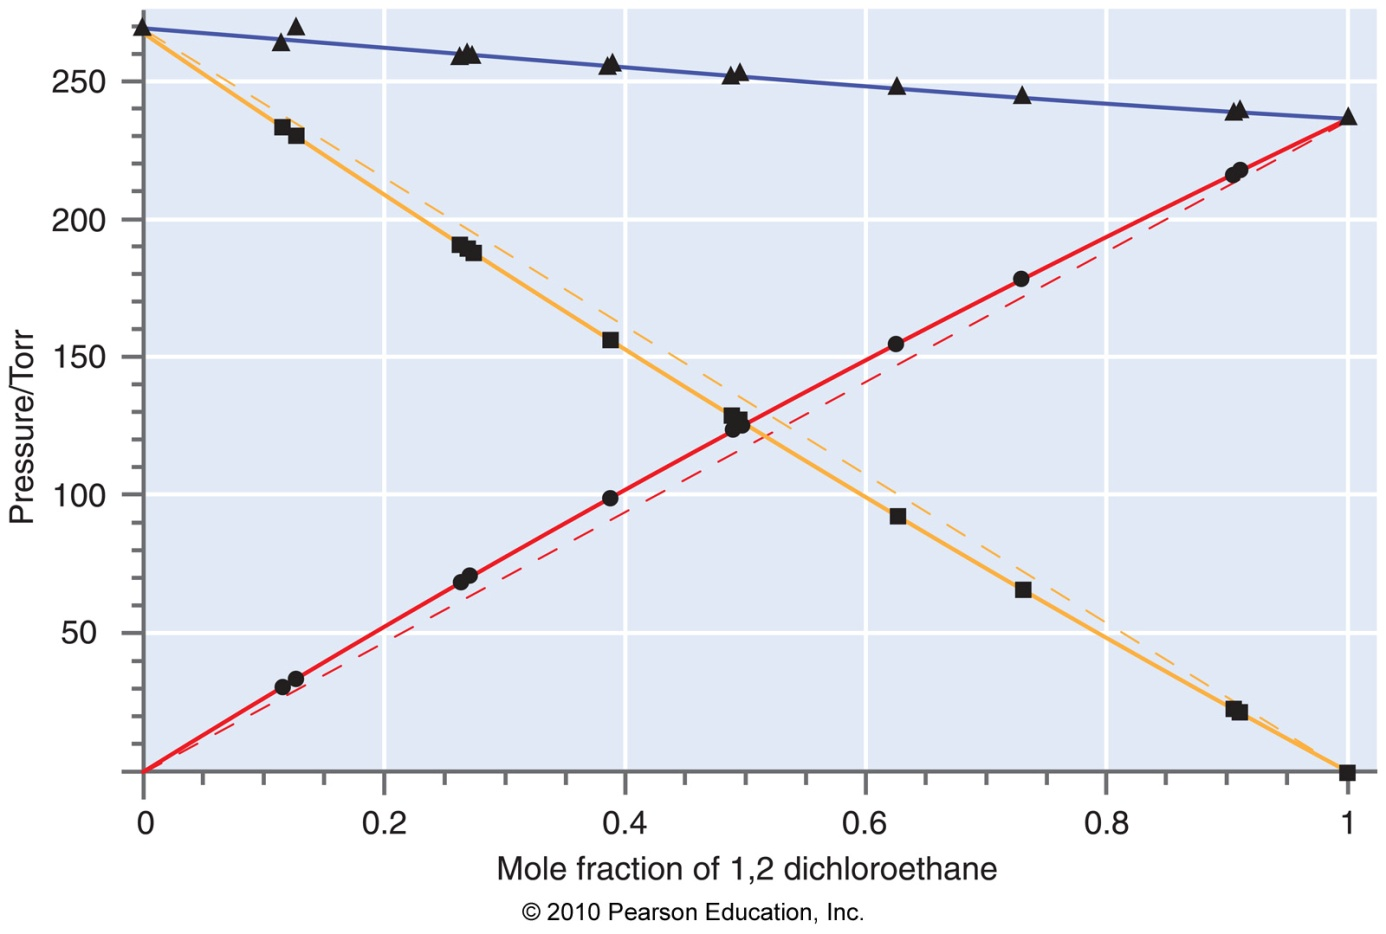 Pressure/Torr
250
200
150
100
50
0 0.2 0.4 0.6 0.8 1
Mole fraction of 1,2 dichloroethane
© 2010 Pearson Education, Inc.